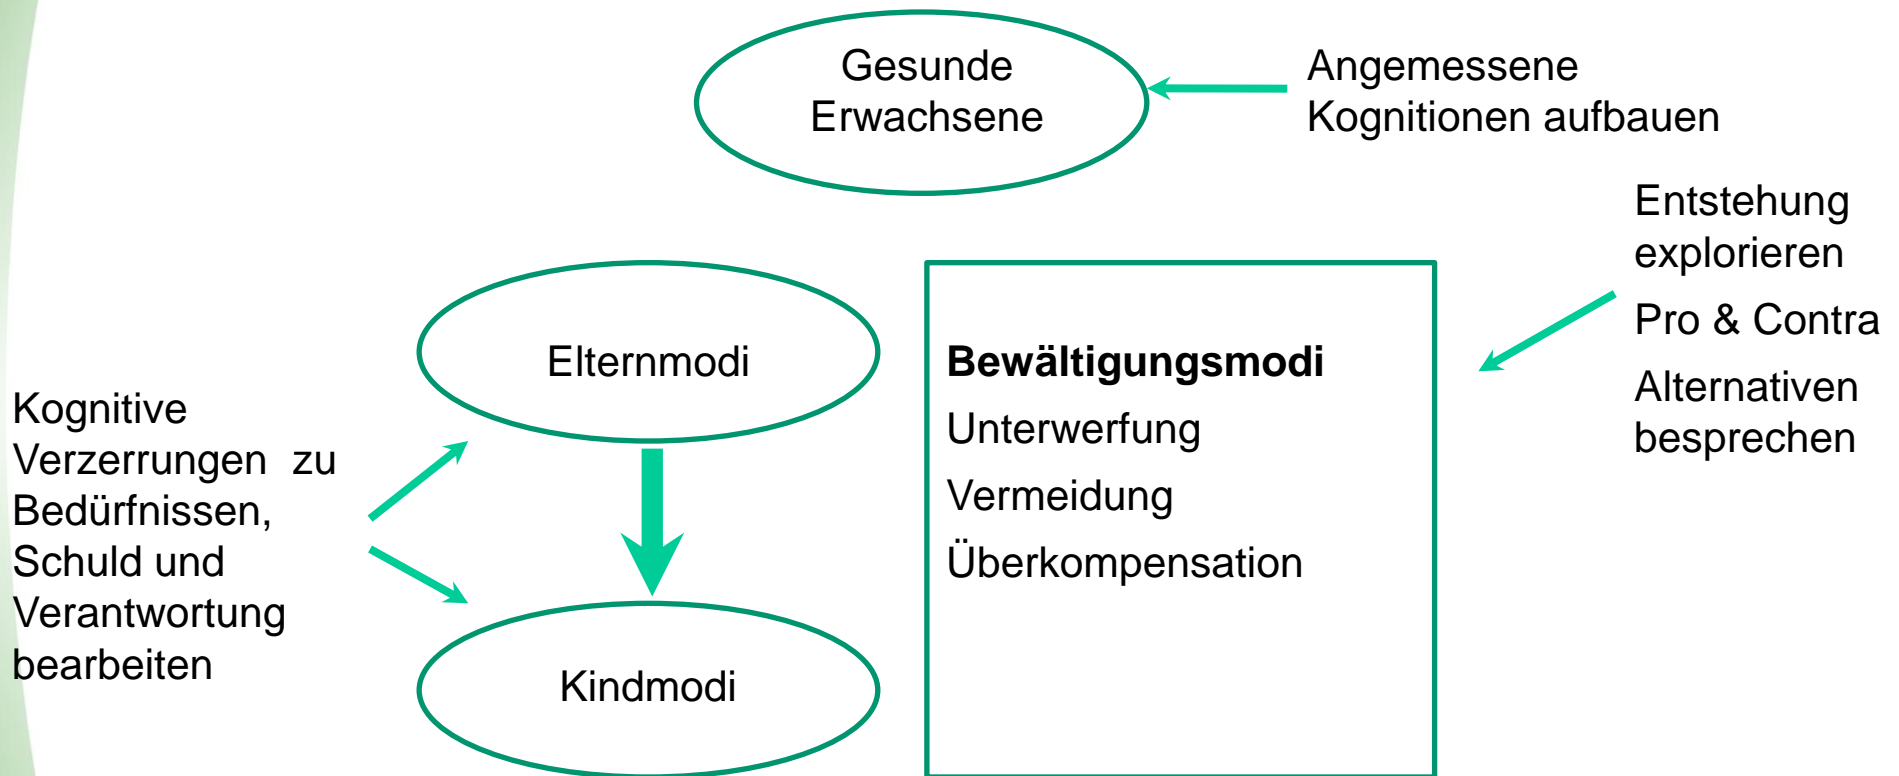 Gesunde
Erwachsene
Angemessene
Kognitionen aufbauen
Entstehung
explorieren
Pro & Contra
Alternativen
besprechen
Elternmodi
Bewältigungsmodi
Unterwerfung
Vermeidung
Überkompensation
Kognitive
Verzerrungen  zu
Bedürfnissen,
Schuld und
Verantwortung
bearbeiten
Kindmodi